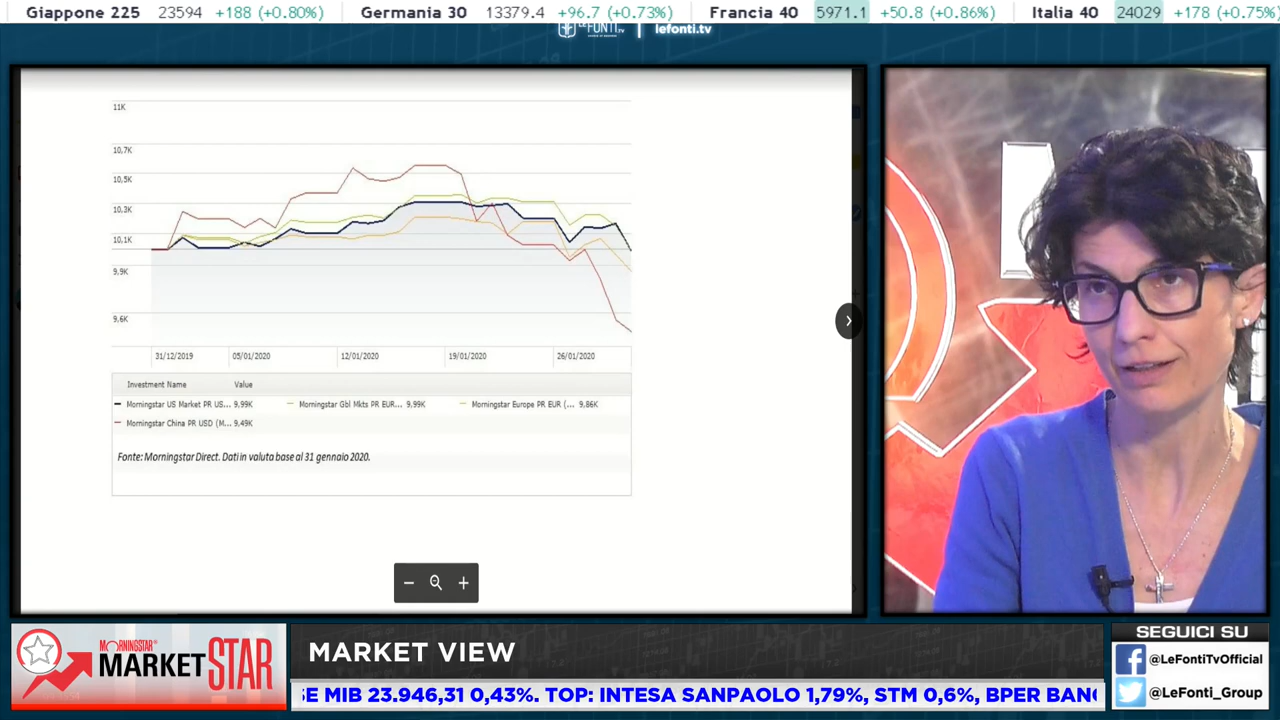 Giappone 225 23594 +188 (+0.80%) Germania 30 13379.4 +96.7 (+0.73%) Francia 40 5971.1 +50.8 (+0.86%) Italia 40 24029 +178 (+0.75%)
LE FONTI.TV | lefonti.tv
11K
10,7K
10,5K
10,3K
10,1K
9,9K
9,6K
31/12/2019 05/01/2020 12/01/2020 19/01/2020 26/01/2020
Investment Name Value
Morningstar US Market PR US... 9,99K Morningstar Gbl Mkts PR EUR... 9,99K Morningstar Europe PR EUR (... 9,86K
Morningstar China PR USD (M... 9,49K
Fonte: Morningstar Direct. Dati in valuta base al 31 gennaio 2020.
MORNINGSTAR®
MARKET STAR
MARKET VIEW
SE MIB 23.946,31 0,43%. TOP: INTESA SANPAOLO 1,79%, STM 0,6%, BPER BANC
SEGUICI SU
@LeFontiTvOfficial
@LeFonti_Group